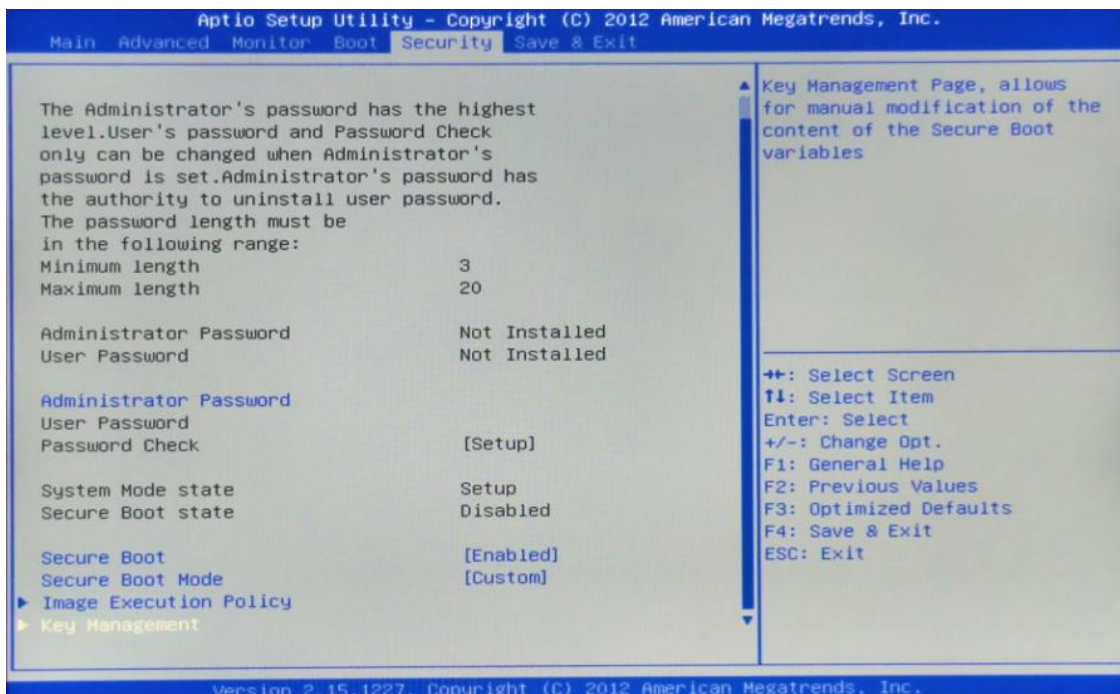 Aptio Setup Utility – Copyright (C) 2012 American Megatrends, Inc.
Main Advanced Monitor Boot Security Save & Exit
The Administrator's password has the highest
level.User's password and Password Check
only can be changed when Administrator's
password is set.Administrator's password has
the authority to uninstall user password.
The password length must be
in the following range:
Minimum length 3
Maximum length 20
Administrator Password Not Installed
User Password Not Installed
Administrator Password
User Password
Password Check [Setup]
System Mode state Setup
Secure Boot state Disabled
Secure Boot [Enabled]
Secure Boot Mode [Custom]
Image Execution Policy
Key Management
Key Management Page, allows
for manual modification of the
content of the Secure Boot
variables
→←: Select Screen
↑↓: Select Item
Enter: Select
+/-: Change Opt.
F1: General Help
F2: Previous Values
F3: Optimized Defaults
F4: Save & Exit
ESC: Exit
Version 2.15.1227. Copyright (C) 2012 American Megatrends, Inc.